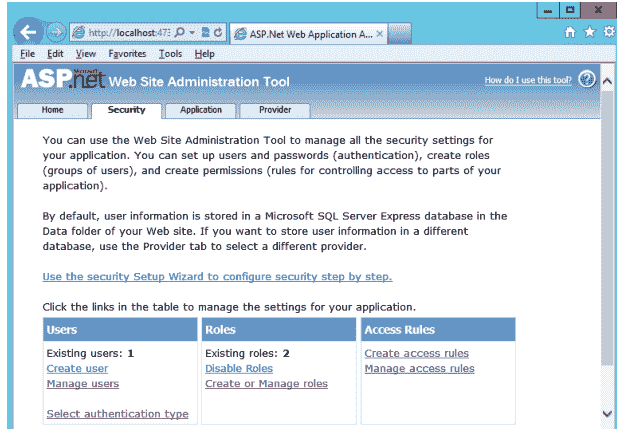 http://localhost:47
ASP.Net Web Application A...
File Edit View Favorites Tools Help
Microsoft
ASP.net Web Site Administration Tool
How do I use this tool? ?
Home Security Application Provider
You can use the Web Site Administration Tool to manage all the security settings for
your application. You can set up users and passwords (authentication), create roles
(groups of users), and create permissions (rules for controlling access to parts of your
application).
By default, user information is stored in a Microsoft SQL Server Express database in the
Data folder of your Web site. If you want to store user information in a different
database, use the Provider tab to select a different provider.
Use the security Setup Wizard to configure security step by step.
Click the links in the table to manage the settings for your application.
Users Roles Access Rules
Existing users: 1 Existing roles: 2 Create access rules
Create user Disable Roles Manage access rules
Manage users Create or Manage roles
Select authentication type